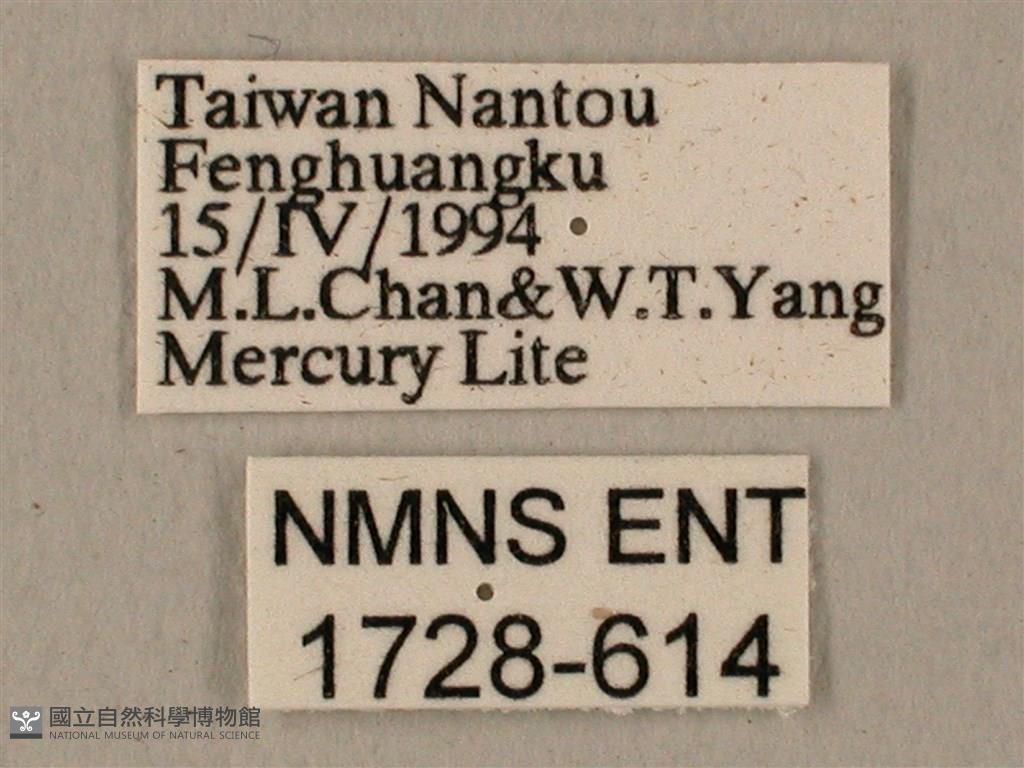 Taiwan Nantou
Fenghuangku
15/IV/1994
M.L.Chan&W.T.Yang
Mercury Lite
NMNS ENT
1728-614
國立自然科學博物館
NATIONAL MUSEUM OF NATURAL SCIENCE